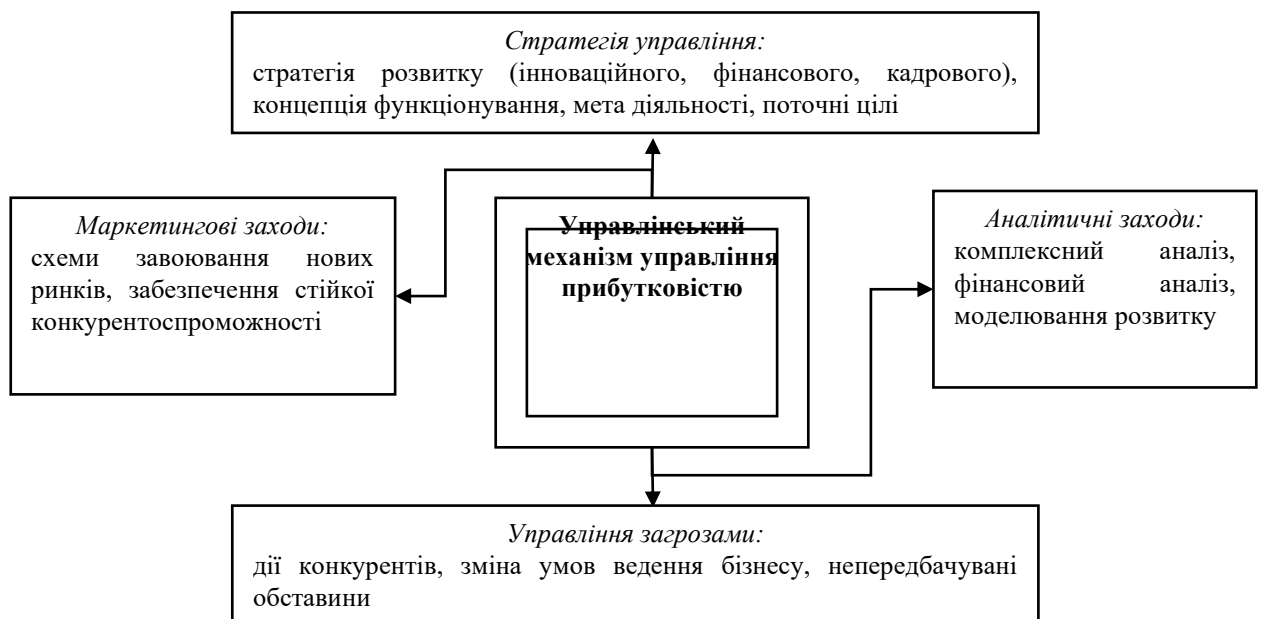 Стратегія управління:
стратегія розвитку (інноваційного, фінансового, кадрового),
концепція функціонування, мета діяльності, поточні цілі
Маркетингові заходи:
схеми завоювання нових
ринків, забезпечення стійкої
конкурентоспроможності
Управлінський
механізм управління
прибутковістю
Аналітичні заходи:
комплексний аналіз,
фінансовий аналіз,
моделювання розвитку
Управління загрозами:
дії конкурентів, зміна умов ведення бізнесу, непередбачувані
обставини